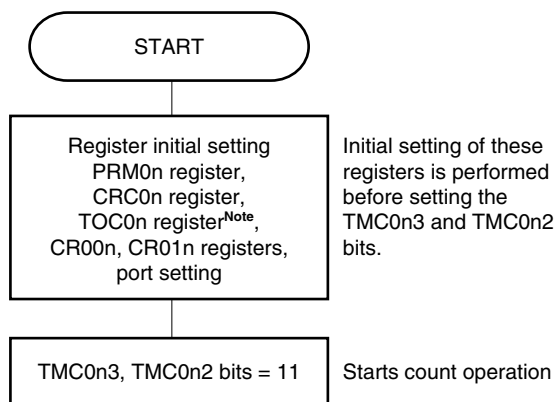 START
Register initial setting
PRM0n register,
CRC0n register,
TOC0n registerNote,
CR00n, CR01n registers,
port setting
Initial setting of these
registers is performed
before setting the
TMC0n3 and TMC0n2
bits.
TMC0n3, TMC0n2 bits = 11
Starts count operation